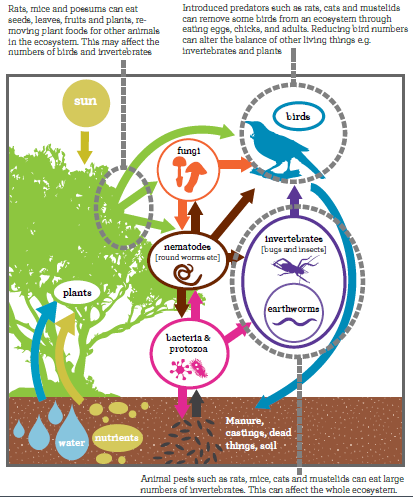 Rats, mice and possums can eat
seeds, leaves, fruits and plants, re-
moving plant foods for other animals
in the ecosystem. This may affect the
numbers of birds and invertebrates
Introduced predators such as rats, cats and mustelids
can remove some birds from an ecosystem through
eating eggs, chicks, and adults. Reducing bird numbers
can alter the balance of other living things e.g.
invertebrates and plants
sun
birds
fungi
nematodes
[round worms etc]
invertebrates
[bugs and insects]
plants
earthworms
bacteria &
protozoa
Manure,
castings, dead
things, soil
water
nutrients
Animal pests such as rats, mice, cats and mustelids can eat large
numbers of invertebrates. This can affect the whole ecosystem.